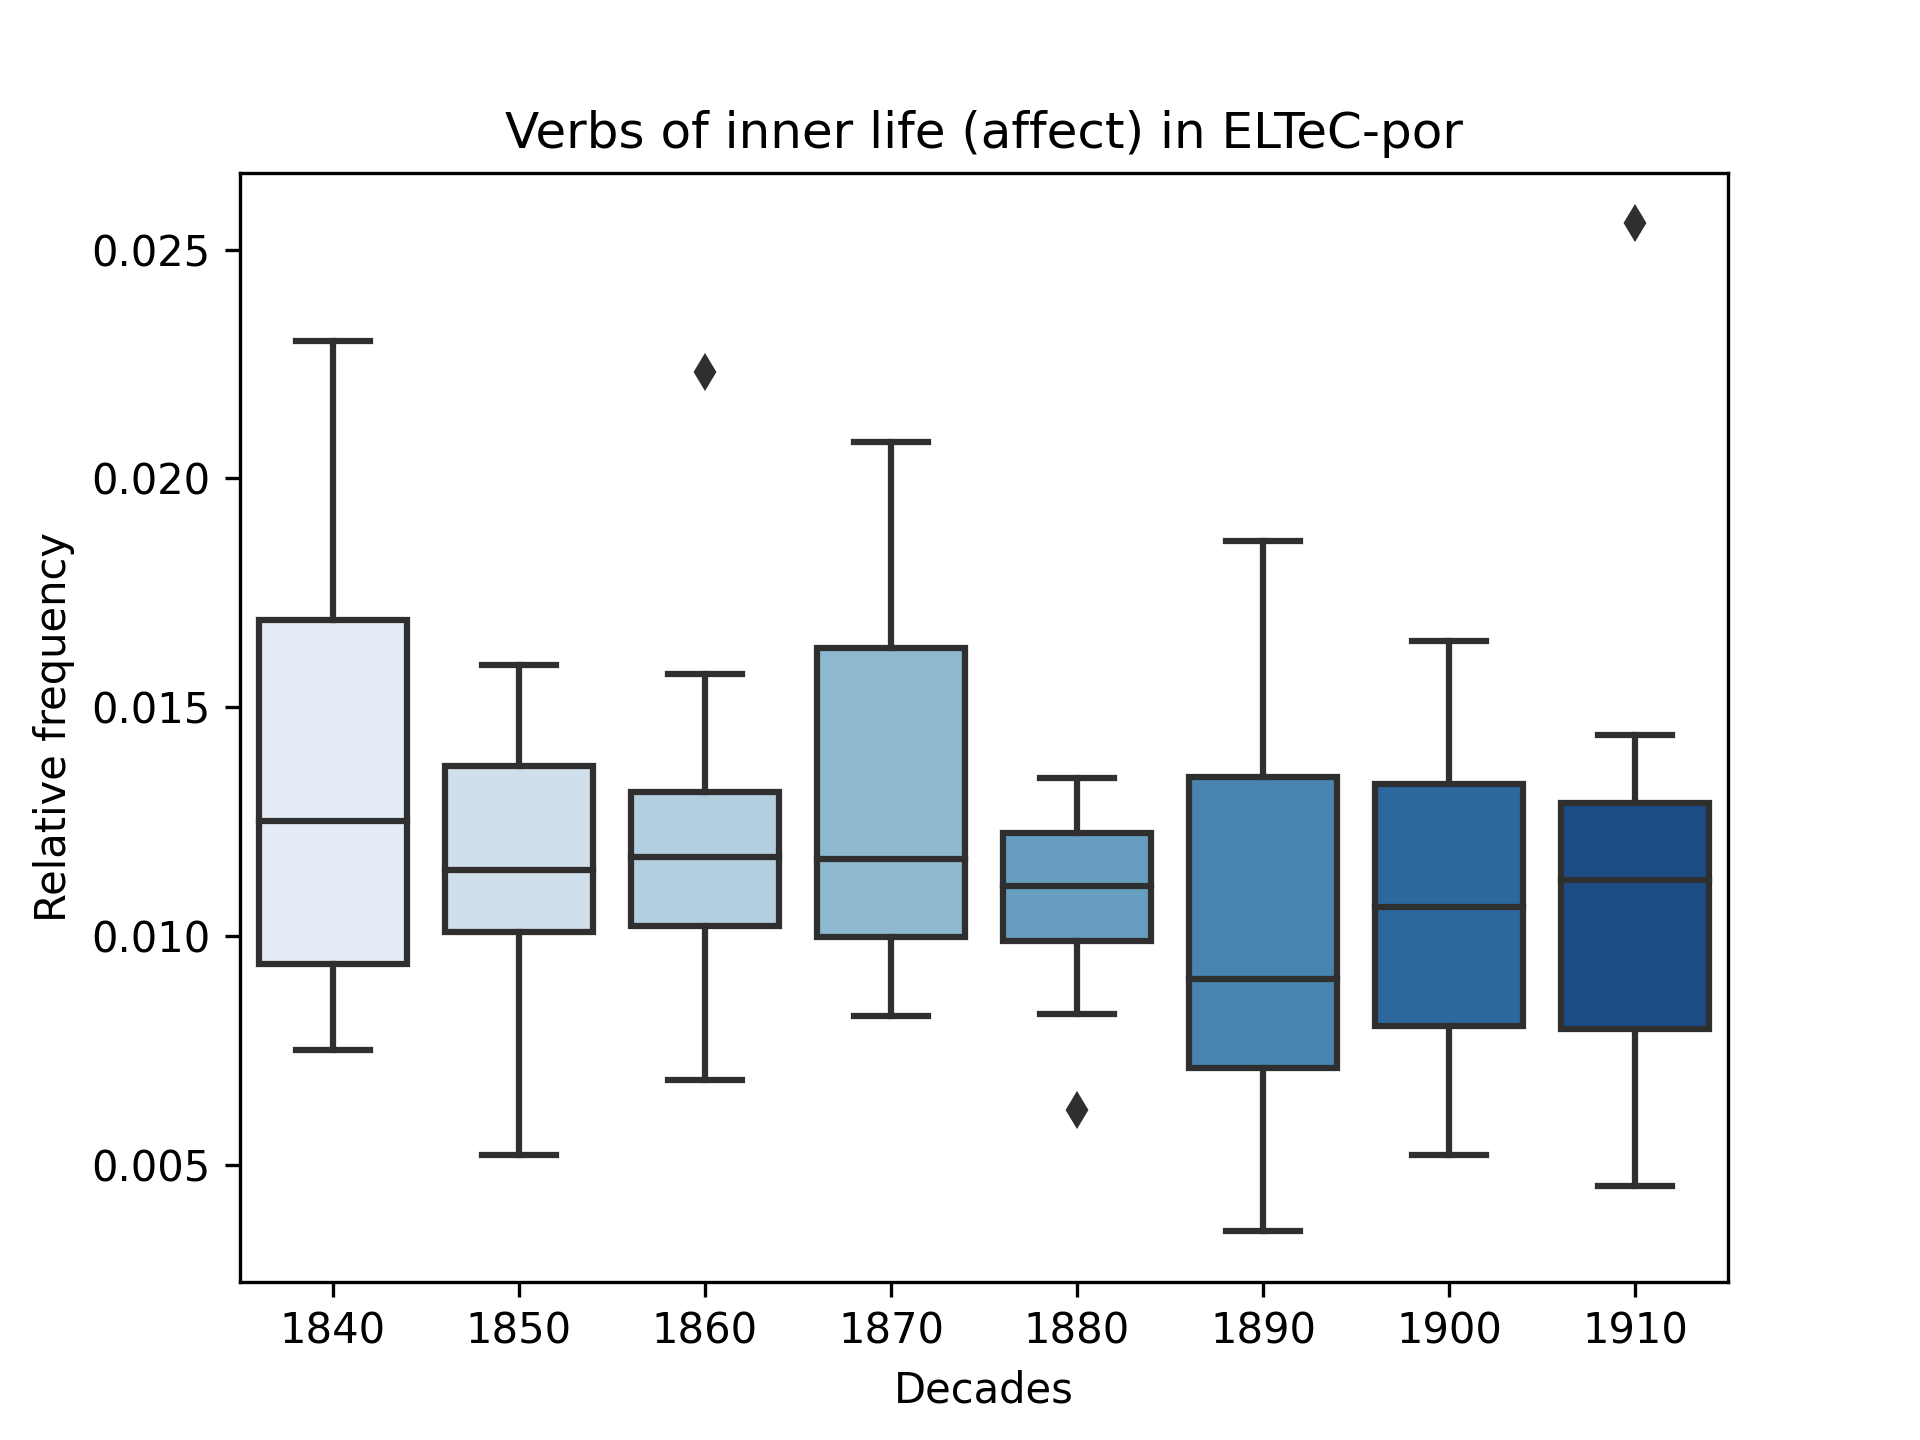 Verbs of inner life (affect) in ELTeC-por
0.025
0.020
0.015
0.010
0.005
Relative frequency
1840 1850 1860 1870 1880 1890 1900 1910
Decades